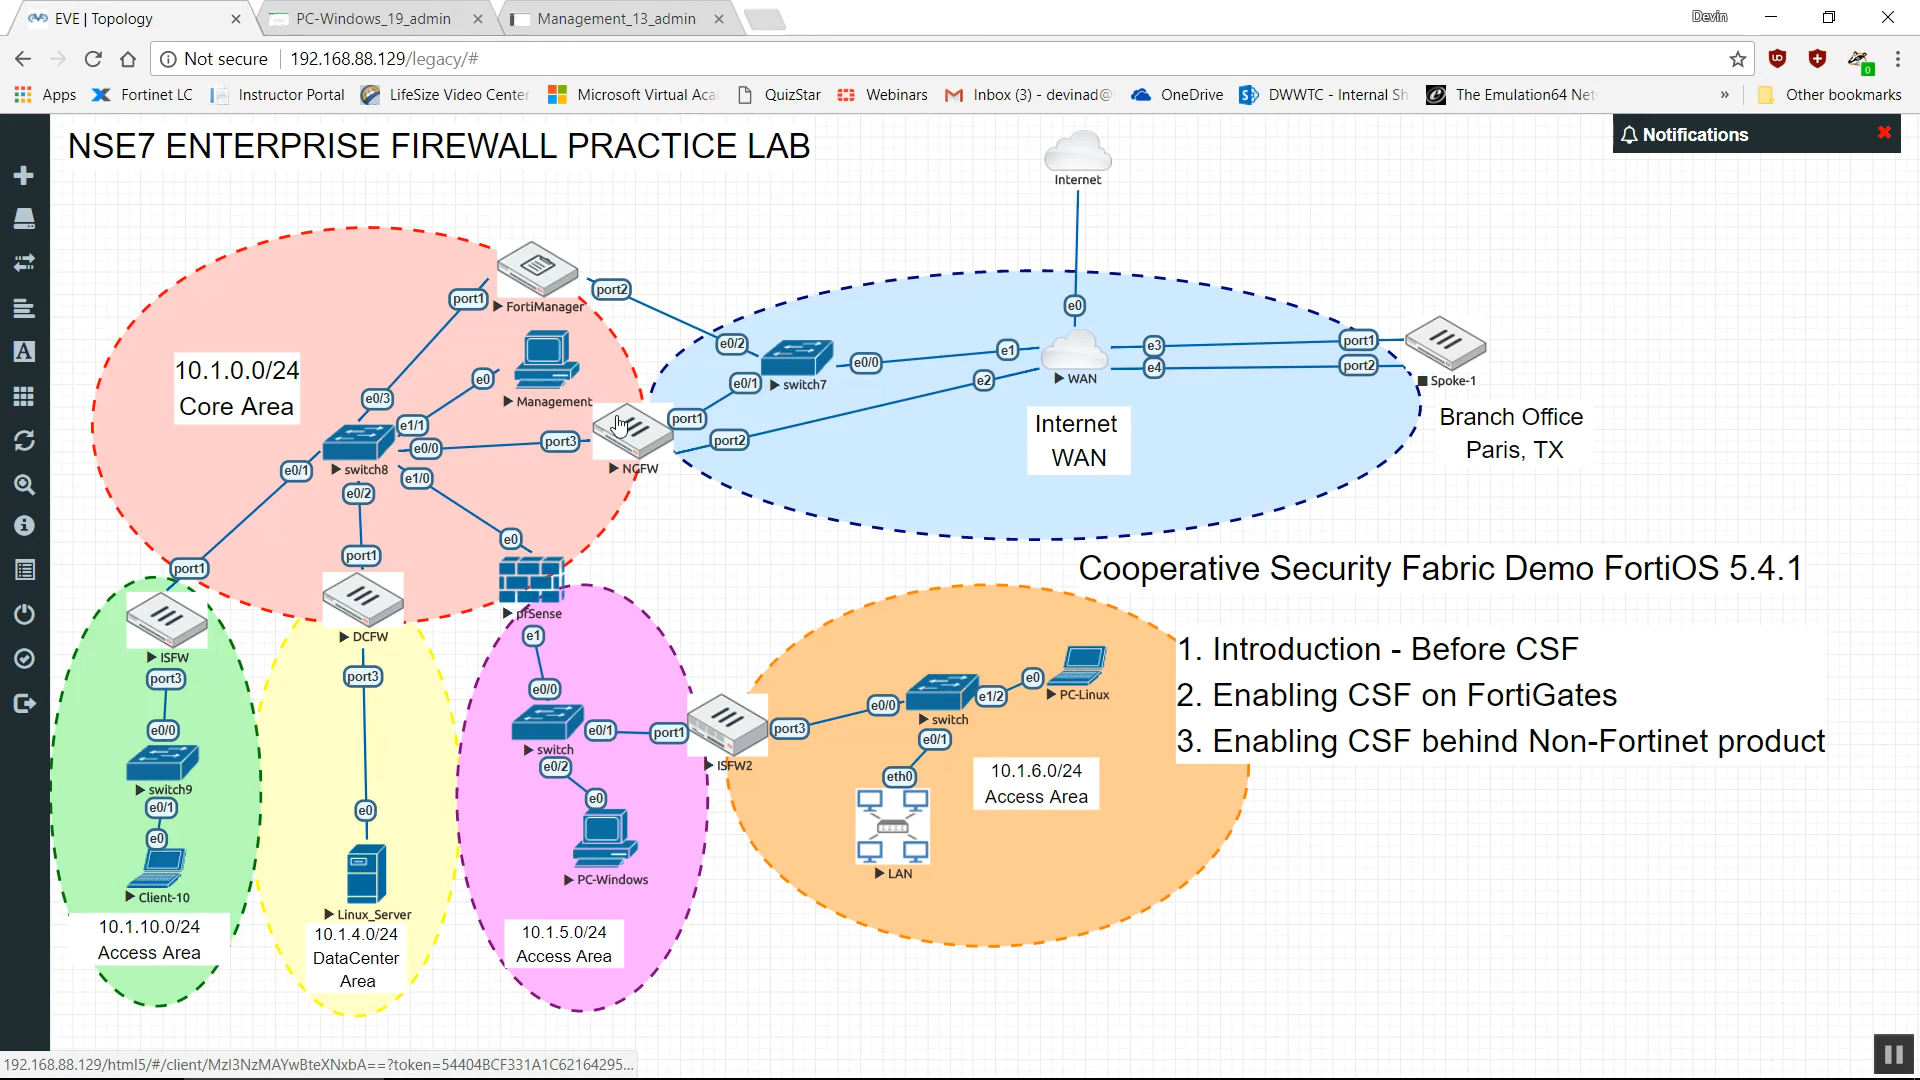 EVE | Topology
PC-Windows_19_admin
Management_13_admin
Devin
Not secure
192.168.88.129/legacy/#
Apps
Fortinet LC
Instructor Portal
LifeSize Video Center
Microsoft Virtual Aca
QuizStar
Webinars
Inbox (3) - devinad@
OneDrive
DWWTC - Internal Sh
The Emulation64 Net
»
Other bookmarks
NSE7 ENTERPRISE FIREWALL PRACTICE LAB
Notifications
Internet
e0
FortiManager
port1
port2
10.1.0.0/24
Core Area
e0/3
e0
Management
e0/2
e0/1
switch7
e0/0
e1
e2
WAN
e3
e4
port1
port2
Spoke-1
Branch Office
Paris, TX
Internet
WAN
e1/1
e0/0
switch8
e0/1
e0/2
e1/0
port3
NGFW
port1
port2
port1
port1
e0
pfSense
DCFW
ISFW
Cooperative Security Fabric Demo FortiOS 5.4.1
1. Introduction - Before CSF
2. Enabling CSF on FortiGates
3. Enabling CSF behind Non-Fortinet product
port3
e0/0
switch9
e0/1
e0
Client-10
10.1.10.0/24
Access Area
port3
e0
Linux_Server
10.1.4.0/24
DataCenter
Area
e1
e0/0
switch
e0/1
e0/2
e0
PC-Windows
10.1.5.0/24
Access Area
port1
ISFW2
port3
e0/0
switch
e1/2
e0
PC-Linux
e0/1
eth0
LAN
10.1.6.0/24
Access Area